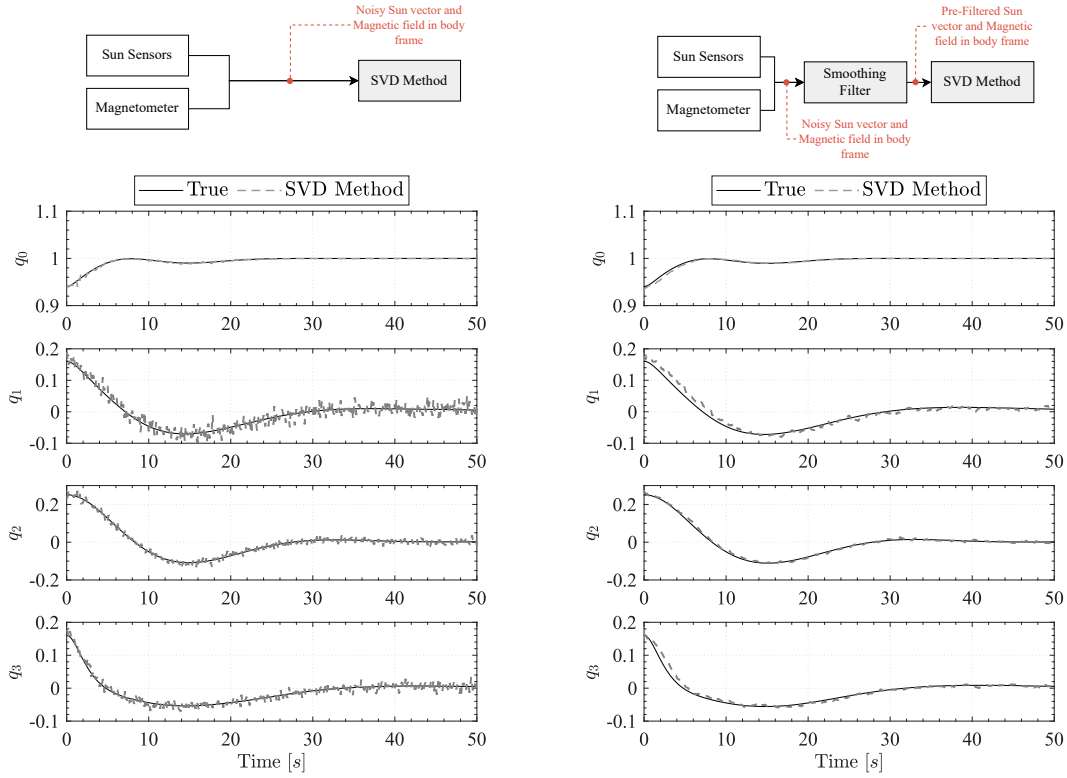 Noisy Sun vector and
Magnetic field in body
frame
Sun Sensors
Magnetometer
SVD Method
Pre-Filtered Sun
vector and Magnetic
field in body frame
Sun Sensors
Magnetometer
Smoothing
Filter
SVD Method
Noisy Sun vector and
Magnetic field in body
frame
True SVD Method
1.1
1
0.9
q0
0 10 20 30 40 50
0.2
0.1
0
-0.1
q1
0 10 20 30 40 50
0.2
0
-0.2
q2
0 10 20 30 40 50
0.2
0.1
0
-0.1
q3
0 10 20 30 40 50
Time [s]
True SVD Method
1.1
1
0.9
q0
0 10 20 30 40 50
0.2
0.1
0
-0.1
q1
0 10 20 30 40 50
0.2
0
-0.2
q2
0 10 20 30 40 50
0.2
0.1
0
-0.1
q3
0 10 20 30 40 50
Time [s]